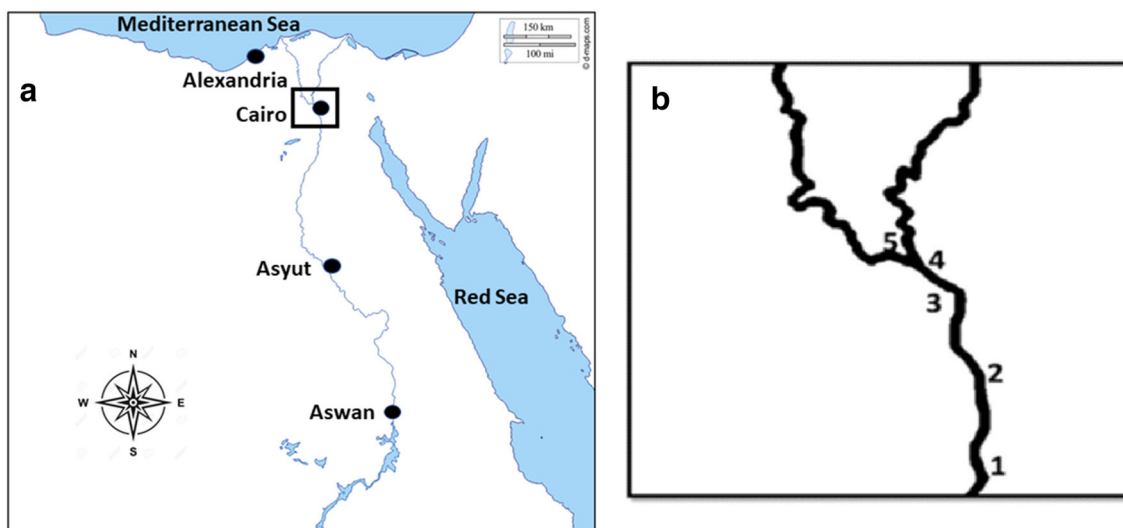 Mediterranean Sea
150 km
100 mi
© d-maps.com
Alexandria
a
Cairo
Asyut
Red Sea
N
W
E
S
Aswan
b
5
4
3
2
1